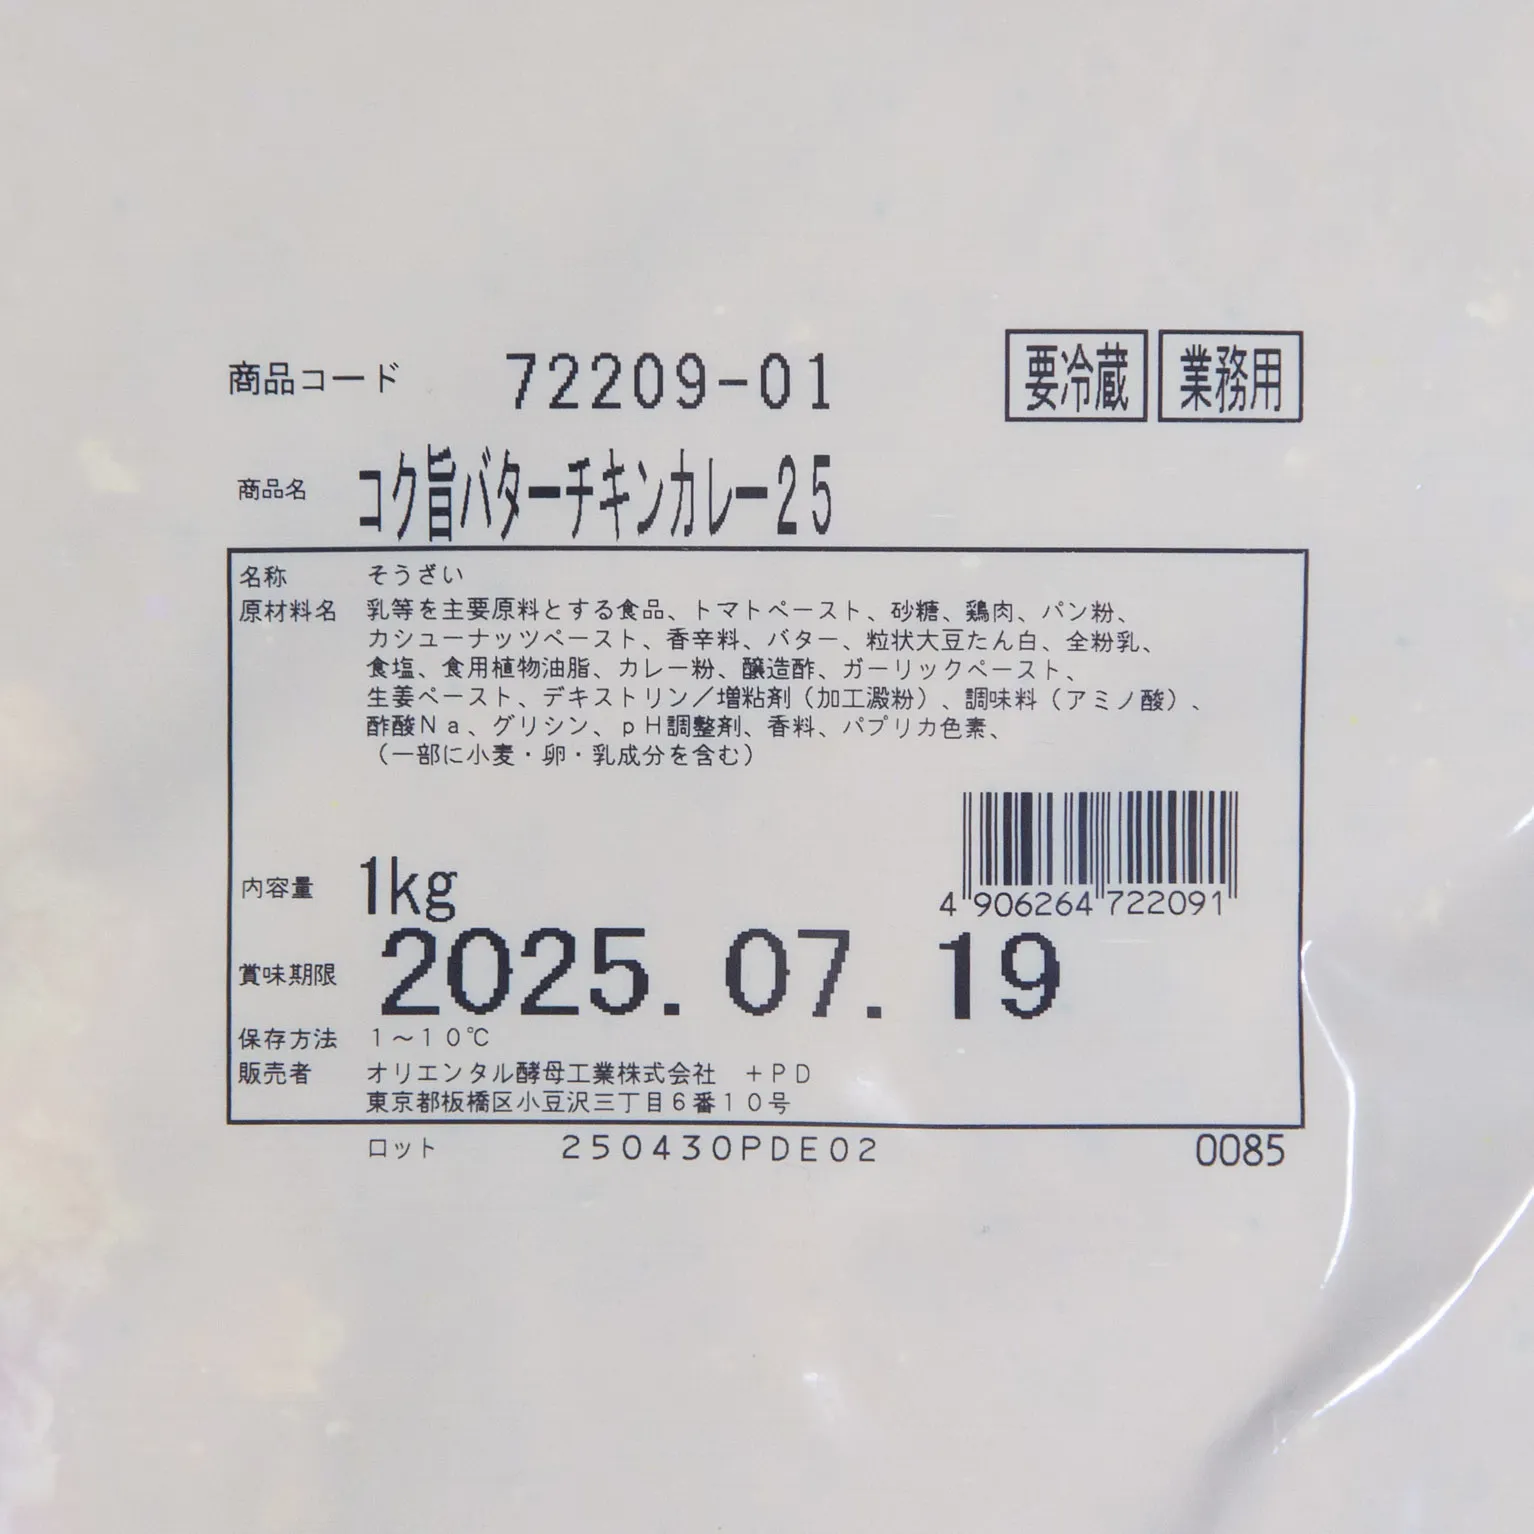 商品コード 72209-01 要冷蔵 業務用
商品名 コク旨バターチキンカレー25
名称 そうざい
原材料名 乳等を主要原料とする食品、トマトペースト、砂糖、鶏肉、パン粉、
カシューナッツペースト、香辛料、バター、粒状大豆たん白、全粉乳、
食塩、食用植物油脂、カレー粉、醸造酢、ガーリックペースト、
生姜ペースト、デキストリン／増粘剤（加工澱粉）、調味料（アミノ酸）、
酢酸Ｎａ、グリシン、ｐＨ調整剤、香料、パプリカ色素、
（一部に小麦・卵・乳成分を含む）
内容量 1kg
4 906264 722091
賞味期限 2025.07.19
保存方法 １～１０℃
販売者 オリエンタル酵母工業株式会社 ＋ＰＤ
東京都板橋区小豆沢三丁目６番１０号
ロット 250430PDE02 0085